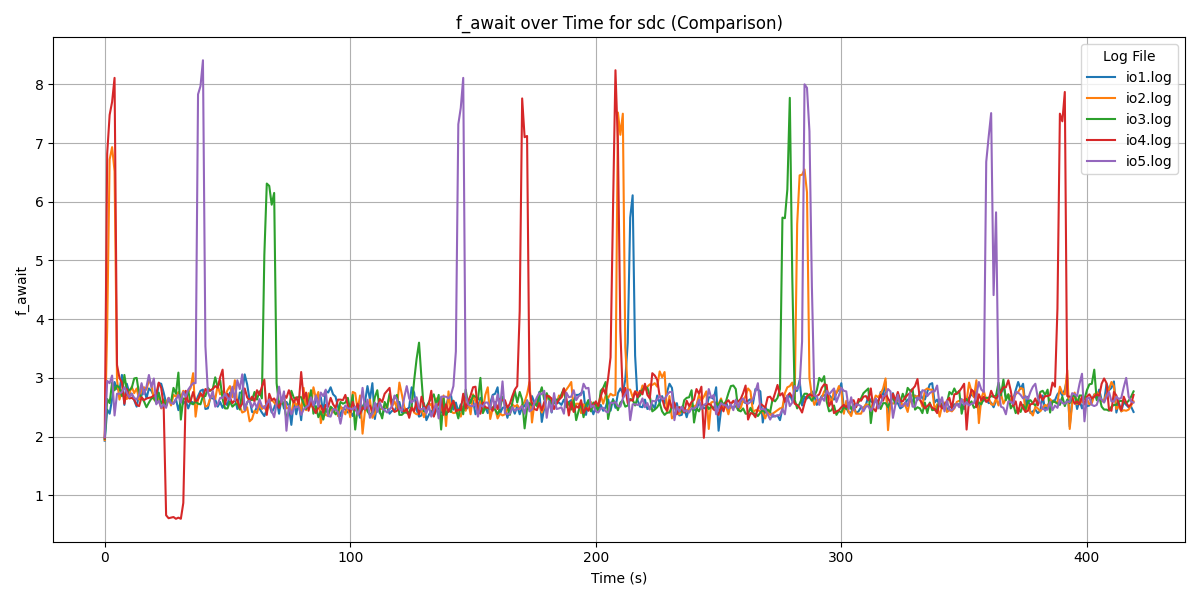 f_await over Time for sdc (Comparison)
Log File
io1.log
io2.log
io3.log
io4.log
io5.log
f_await
8
7
6
5
4
3
2
1
0 100 200 300 400
Time (s)